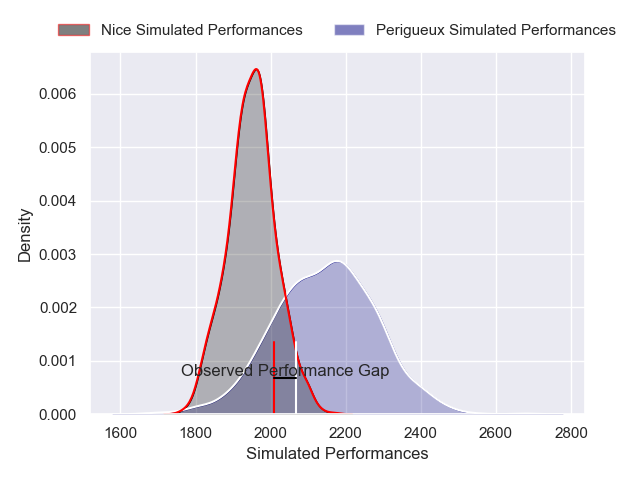 Nice Simulated Performances Perigueux Simulated Performances
0.006
0.005
0.004
0.003
0.002
0.001
0.000
Density
Observed Performance Gap
1600 1800 2000 2200 2400 2600 2800
Simulated Performances